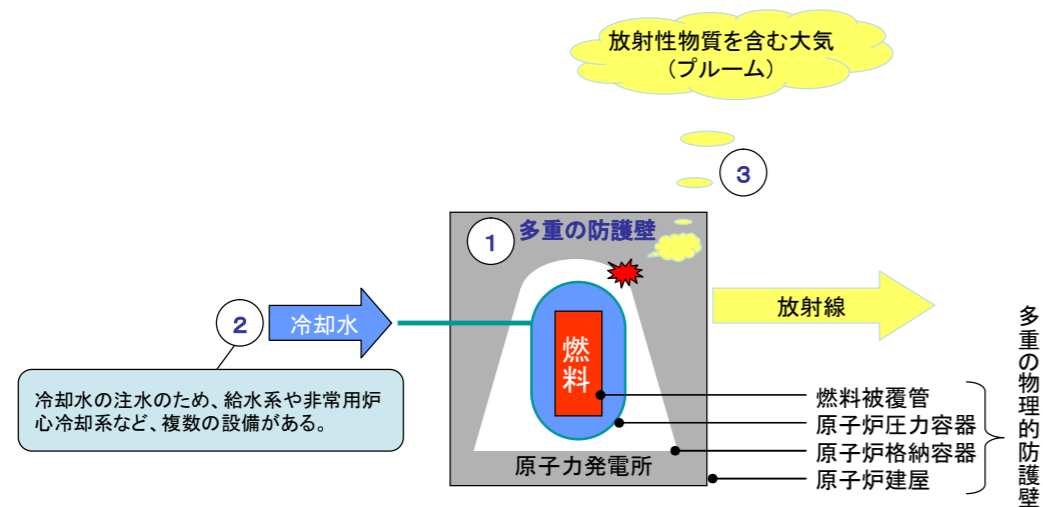 放射性物質を含む大気
（プルーム）
3
1
多重の防護壁
2
冷却水
放射線
冷却水の注水のため、給水系や非常用炉
心冷却系など、複数の設備がある。
燃料
燃料被覆管
原子炉圧力容器
原子炉格納容器
原子炉建屋
原子力発電所
多重の物理的防護壁